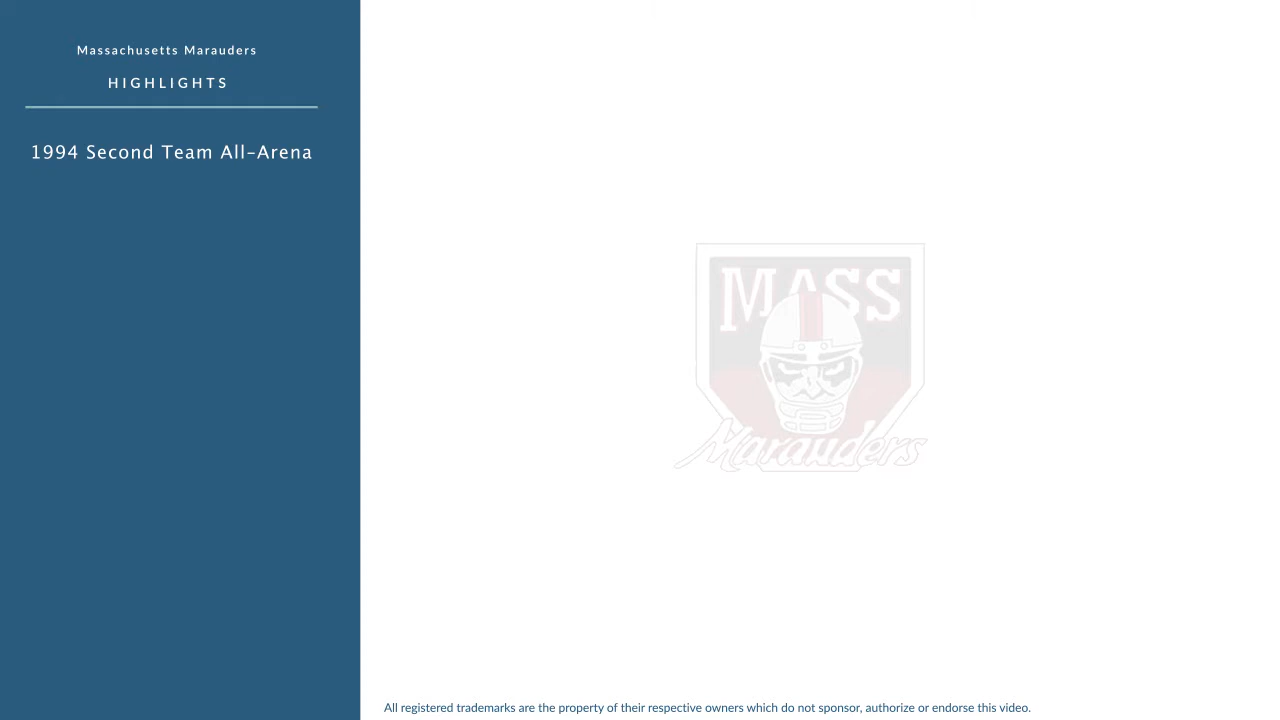 Massachusetts Marauders
HIGHLIGHTS
1994 Second Team All-Arena
MASS
Marauders
All registered trademarks are the property of their respective owners which do not sponsor, authorize or endorse this video.